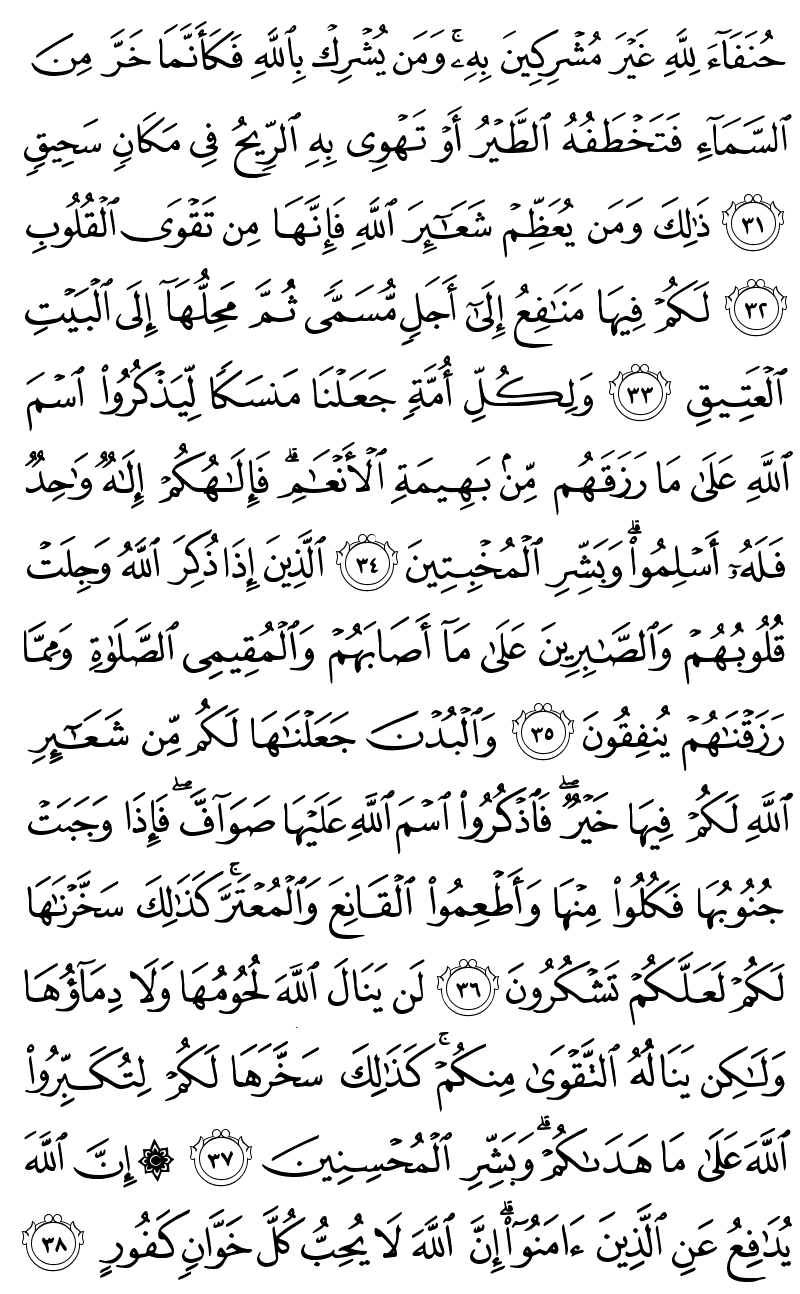 حُنَفَآءَ لِلَّهِ غَيْرَ مُشْرِكِينَ بِهِۦۚ وَمَن يُشْرِكْ بِٱللَّهِ فَكَأَنَّمَا خَرَّ مِنَ
ٱلسَّمَآءِ فَتَخْطَفُهُ ٱلطَّيْرُ أَوْ تَهْوِى بِهِ ٱلرِّيحُ فِى مَكَانٍ سَحِيقٍ
٣١ ذَٰلِكَ وَمَن يُعَظِّمْ شَعَٰٓئِرَ ٱللَّهِ فَإِنَّهَا مِن تَقْوَى ٱلْقُلُوبِ
٣٢ لَكُمْ فِيهَا مَنَٰفِعُ إِلَىٰٓ أَجَلٍ مُّسَمًّى ثُمَّ مَحِلُّهَآ إِلَى ٱلْبَيْتِ
ٱلْعَتِيقِ ٣٣ وَلِكُلِّ أُمَّةٍ جَعَلْنَا مَنسَكًا لِّيَذْكُرُوا۟ ٱسْمَ
ٱللَّهِ عَلَىٰ مَا رَزَقَهُم مِّنۢ بَهِيمَةِ ٱلْأَنْعَٰمِۗ فَإِلَٰهُكُمْ إِلَٰهٌ وَٰحِدٌ
فَلَهُۥٓ أَسْلِمُوا۟ۗ وَبَشِّرِ ٱلْمُخْبِتِينَ ٣٤ ٱلَّذِينَ إِذَا ذُكِرَ ٱللَّهُ وَجِلَتْ
قُلُوبُهُمْ وَٱلصَّٰبِرِينَ عَلَىٰ مَآ أَصَابَهُمْ وَٱلْمُقِيمِى ٱلصَّلَوٰةِ وَمِمَّا
رَزَقْنَٰهُمْ يُنفِقُونَ ٣٥ وَٱلْبُدْنَ جَعَلْنَٰهَا لَكُم مِّن شَعَٰٓئِرِ
ٱللَّهِ لَكُمْ فِيهَا خَيْرٌۖ فَٱذْكُرُوا۟ ٱسْمَ ٱللَّهِ عَلَيْهَا صَوَآفَّۖ فَإِذَا وَجَبَتْ
جُنُوبُهَا فَكُلُوا۟ مِنْهَا وَأَطْعِمُوا۟ ٱلْقَانِعَ وَٱلْمُعْتَرَّۚ كَذَٰلِكَ سَخَّرْنَٰهَا
لَكُمْ لَعَلَّكُمْ تَشْكُرُونَ ٣٦ لَن يَنَالَ ٱللَّهَ لُحُومُهَا وَلَا دِمَآؤُهَا
وَلَٰكِن يَنَالُهُ ٱلتَّقْوَىٰ مِنكُمْۚ كَذَٰلِكَ سَخَّرَهَا لَكُمْ لِتُكَبِّرُوا۟
ٱللَّهَ عَلَىٰ مَا هَدَىٰكُمْۗ وَبَشِّرِ ٱلْمُحْسِنِينَ ٣٧ ۞ إِنَّ ٱللَّهَ
يُدَٰفِعُ عَنِ ٱلَّذِينَ ءَامَنُوٓا۟ۗ إِنَّ ٱللَّهَ لَا يُحِبُّ كُلَّ خَوَّانٍ كَفُورٍ ٣٨